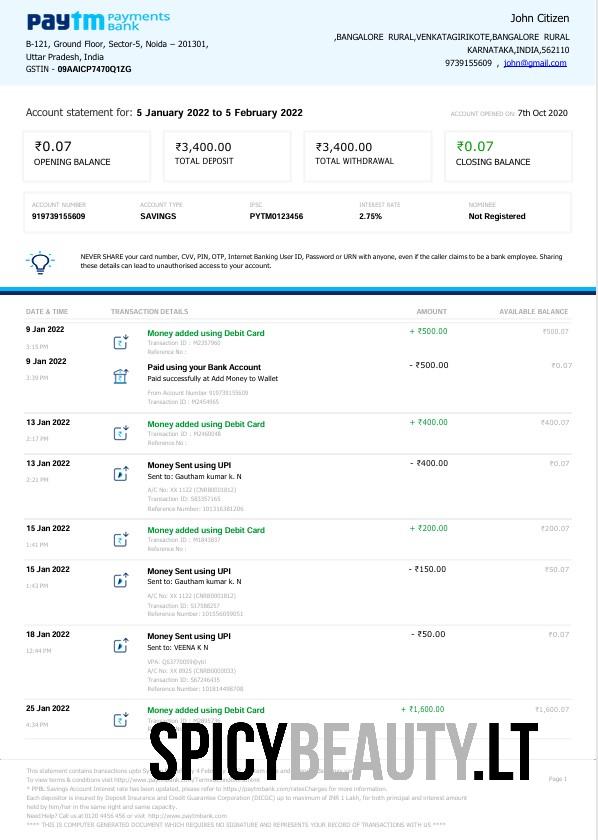 paytm Payments Bank
B-121, Ground Floor, Sector-5, Noida – 201301,
Uttar Pradesh, India
GSTIN - 09AAICP7470Q1ZG
John Citizen
,BANGALORE RURAL,VENKATAGIRIKOTE,BANGALORE RURAL
KARNATAKA,INDIA,562110
9739155609 , john@gmail.com
Account statement for: 5 January 2022 to 5 February 2022
ACCOUNT OPENED ON: 7th Oct 2020
₹0.07
OPENING BALANCE
₹3,400.00
TOTAL DEPOSIT
₹3,400.00
TOTAL WITHDRAWAL
₹0.07
CLOSING BALANCE
ACCOUNT NUMBER ACCOUNT TYPE IFSC INTEREST RATE NOMINEE
919739155609 SAVINGS PYTM0123456 2.75% Not Registered
NEVER SHARE your card number, CVV, PIN, OTP, Internet Banking User ID, Password or URN with anyone, even if the caller claims to be a bank employee. Sharing
these details can lead to unauthorised access to your account.
DATE & TIME TRANSACTION DETAILS AMOUNT AVAILABLE BALANCE
9 Jan 2022 Money added using Debit Card + ₹500.00 ₹500.07
3:15 PM Transaction ID : M2357960
Reference No :
9 Jan 2022 Paid using your Bank Account - ₹500.00 ₹0.07
3:39 PM Paid successfully at Add Money to Wallet
From Account Number 919739155609
Transaction ID : M2454965
13 Jan 2022 Money added using Debit Card + ₹400.00 ₹400.07
2:17 PM Transaction ID : M2460048
Reference No :
13 Jan 2022 Money Sent using UPI - ₹400.00 ₹0.07
2:21 PM Sent to: Gautham kumar k. N
A/C No: XX 1122 (CNRB0001812)
Transaction ID: S83357165
Reference Number: 101316381206
15 Jan 2022 Money added using Debit Card + ₹200.00 ₹200.07
1:41 PM Transaction ID : M1843837
Reference No :
15 Jan 2022 Money Sent using UPI - ₹150.00 ₹50.07
1:43 PM Sent to: Gautham kumar k. N
A/C No: XX 1122 (CNRB0001812)
Transaction ID: S17588257
Reference Number: 101556059051
18 Jan 2022 Money Sent using UPI - ₹50.00 ₹0.07
12:44 PM Sent to: VEENA K N
A/C No: XX 8925 (CNRB0000033)
Transaction ID: S67246435
Reference Number: 101814498708
25 Jan 2022 Money added using Debit Card + ₹1,600.00 ₹1,600.07
4:34 PM
SPICYBEAUTY.LT
This statement contains transactions upto
To view terms & conditions visit
Page 1
* PPBL Savings Account Interest rate has been updated, please refer to https://paytmbank.com/ratesCharges for more information.
Each depositor is insured by Deposit Insurance and Credit Guarantee Corporation (DICGC) up to maximum of INR 1 Lakh, for both principal and interest amount
held by him/her in the same right and same capacity.
Need Help? Call us at 0120 4456 456 or visit http://www.paytmbank.com
**** THIS IS COMPUTER GENERATED DOCUMENT WHICH REQUIRES NO SIGNATURE AND REPRESENTS YOUR RECORD OF TRANSACTIONS WITH US ****